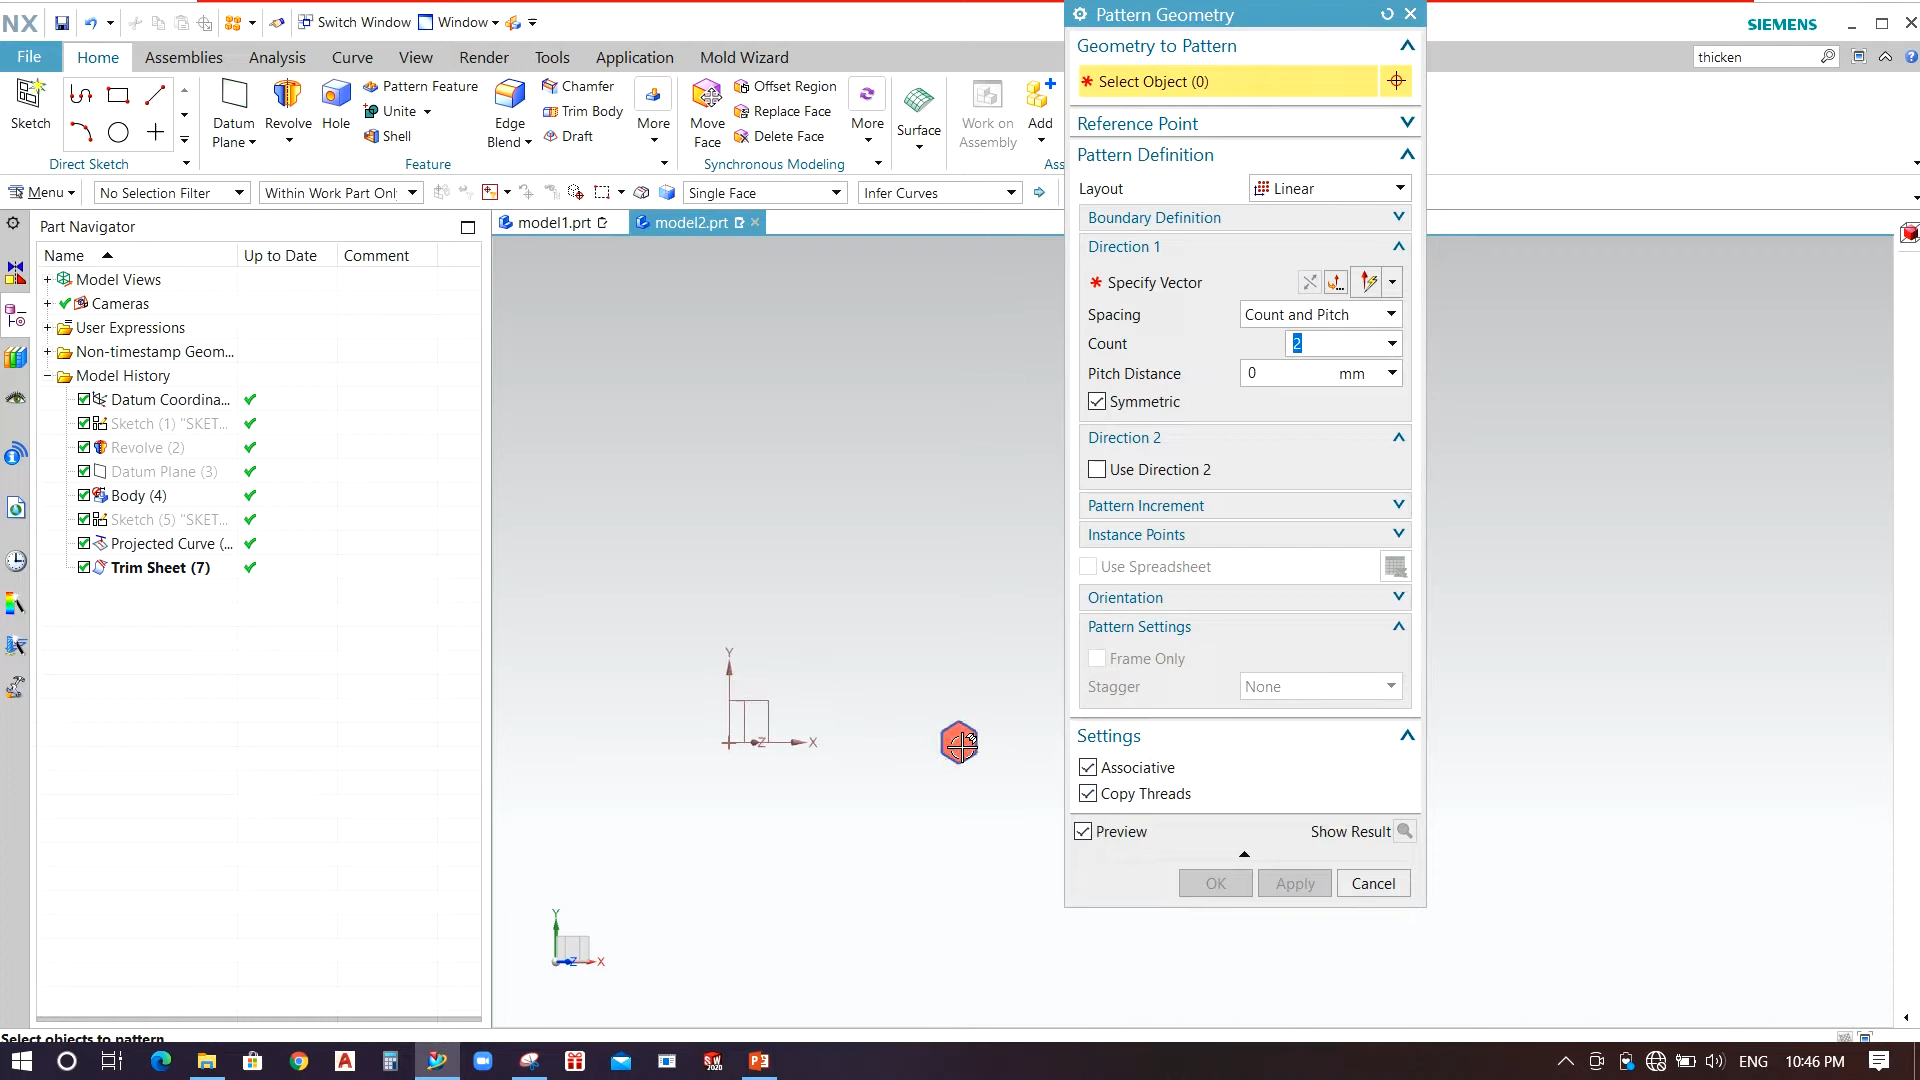 NX
Switch Window
Window
Pattern Geometry
SIEMENS
File
Home
Assemblies
Analysis
Curve
View
Render
Tools
Application
Mold Wizard
thicken
Sketch
Direct Sketch
Datum
Plane
Revolve
Hole
Pattern Feature
Unite
Shell
Edge
Blend
Chamfer
Trim Body
Draft
More
Feature
Move
Face
Offset Region
Replace Face
Delete Face
More
Synchronous Modeling
Surface
Work on
Assembly
Add
Ass
Menu
No Selection Filter
Within Work Part Onl
Single Face
Infer Curves
Part Navigator
model1.prt
model2.prt
Name
Up to Date
Comment
Model Views
Cameras
User Expressions
Non-timestamp Geom...
Model History
Datum Coordina...
Sketch (1) "SKET...
Revolve (2)
Datum Plane (3)
Body (4)
Sketch (5) "SKET...
Projected Curve (...
Trim Sheet (7)
Y
Z
X
Y
Z
X
Geometry to Pattern
* Select Object (0)
Reference Point
Pattern Definition
Layout
Linear
Boundary Definition
Direction 1
* Specify Vector
Spacing
Count and Pitch
Count
2
Pitch Distance
0 mm
Symmetric
Direction 2
Use Direction 2
Pattern Increment
Instance Points
Use Spreadsheet
Orientation
Pattern Settings
Frame Only
Stagger
None
Settings
Associative
Copy Threads
Preview
Show Result
OK
Apply
Cancel
Select objects to pattern
ENG
10:46 PM